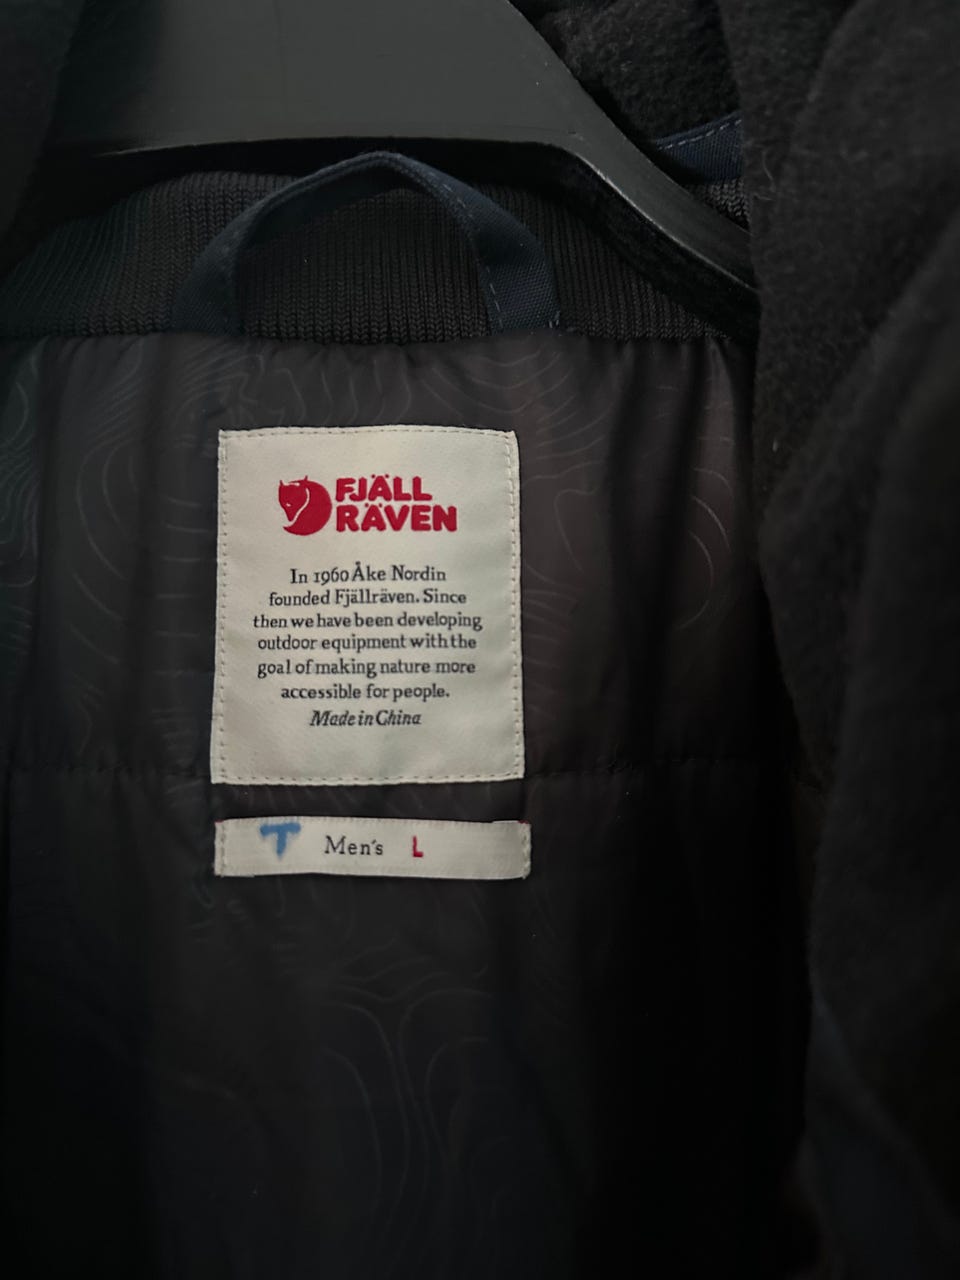 FJÄLL
RÄVEN
In 1960 Åke Nordin
founded Fjällräven. Since
then we have been developing
outdoor equipment with the
goal of making nature more
accessible for people.
Made in China
T Men's L